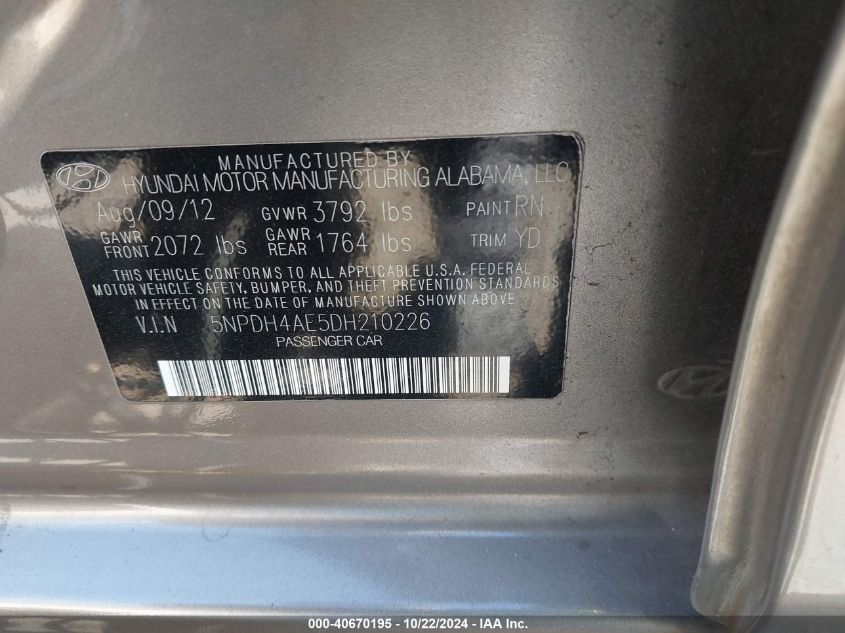 MANUFACTURED BY
HYUNDAI MOTOR MANUFACTURING ALABAMA, LLC
Aug/09/12 GVWR 3792 lbs PAINT RN
GAWR FRONT 2072 lbs GAWR REAR 1764 lbs TRIM YD
THIS VEHICLE CONFORMS TO ALL APPLICABLE U.S.A. FEDERAL
MOTOR VEHICLE SAFETY, BUMPER, AND THEFT PREVENTION STANDARDS
IN EFFECT ON THE DATE OF MANUFACTURE SHOWN ABOVE
V.I.N 5NPDH4AE5DH210226
PASSENGER CAR
000-40670195 - 10/22/2024 - IAA Inc.